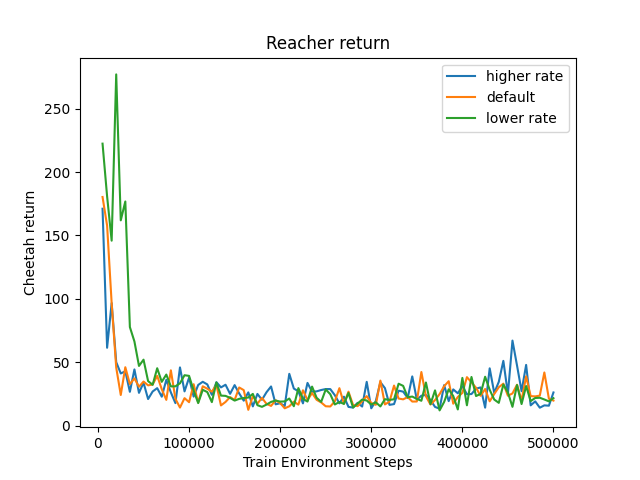 Reacher return
higher rate
default
lower rate
Cheetah return
250
200
150
100
50
0
0
100000
200000
300000
400000
500000
Train Environment Steps